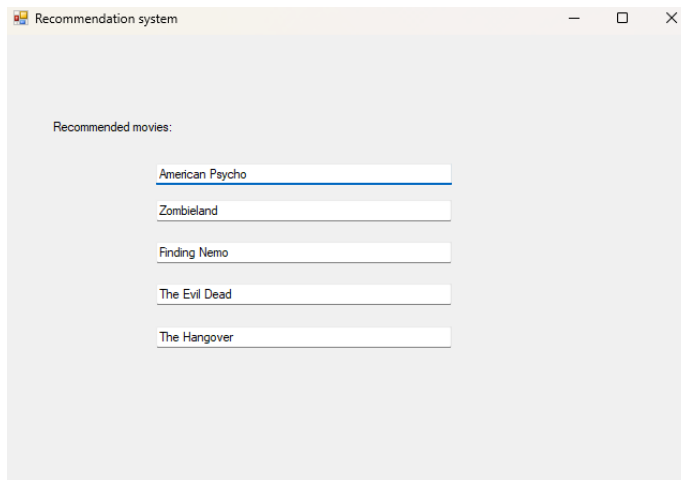 Recommendation system
Recommended movies:
American Psycho
Zombieland
Finding Nemo
The Evil Dead
The Hangover